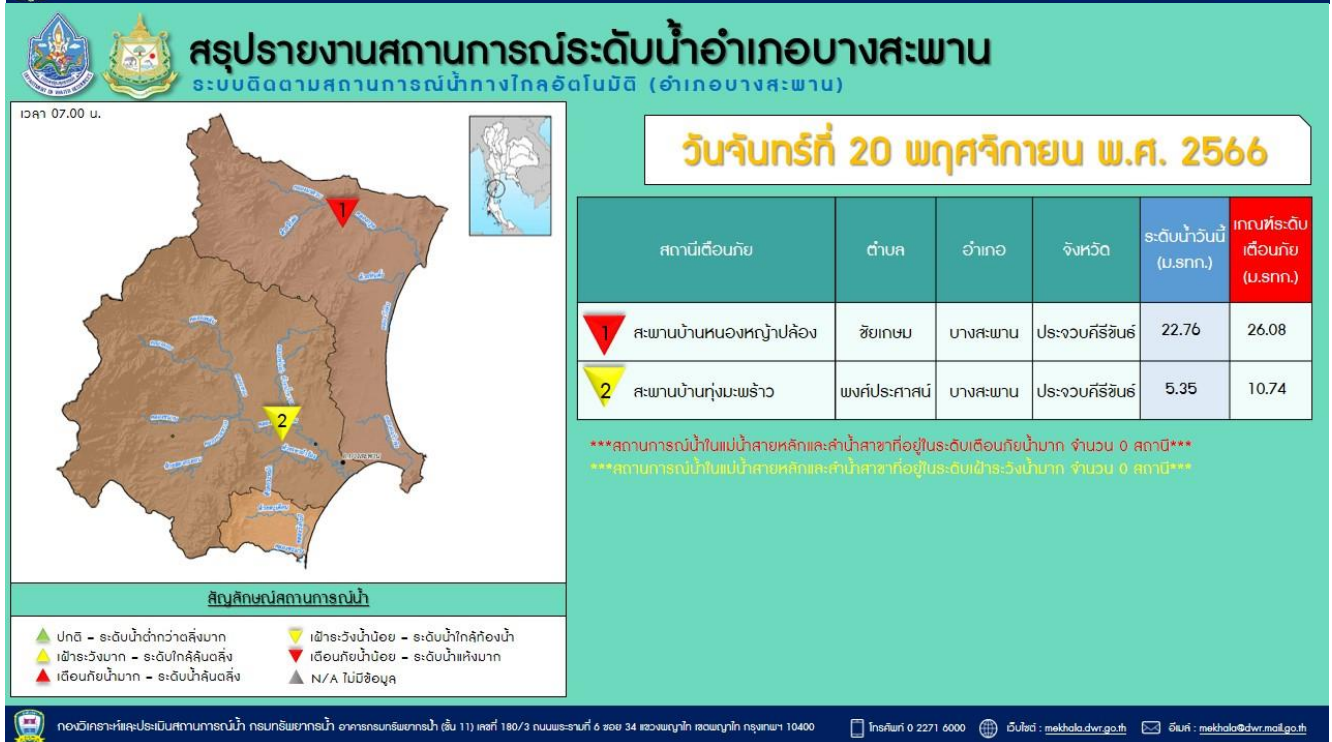 สรุปรายงานสถานการณ์ระดับน้ำอำเภอบางสะพาน
ระบบติดตามสถานการณ์น้ำทางไกลอัตโนมัติ (อำเภอบางสะพาน)
เวลา 07.00 น.
1
2
วันจันทร์ที่ 20 พฤศจิกายน พ.ศ. 2566
สถานีเตือนภัย ตำบล อำเภอ จังหวัด ระดับน้ำวันนี้ (ม.รทก.) เกณฑ์ระดับเตือนภัย (ม.รทก.)
1 สะพานบ้านหนองหญ้าปล้อง ชัยเกษม บางสะพาน ประจวบคีรีขันธ์ 22.76 26.08
2 สะพานบ้านทุ่งมะพร้าว พงศ์ประศาสน์ บางสะพาน ประจวบคีรีขันธ์ 5.35 10.74
***สถานการณ์น้ำในแม่น้ำสายหลักและลำน้ำสาขาที่อยู่ในระดับเตือนภัยน้ำมาก จำนวน 0 สถานี***
***สถานการณ์น้ำในแม่น้ำสายหลักและลำน้ำสาขาที่อยู่ในระดับเฝ้าระวังน้ำมาก จำนวน 0 สถานี***
สัญลักษณ์สถานการณ์น้ำ
ปกติ - ระดับน้ำต่ำกว่าตลิ่งมาก
เฝ้าระวังมาก - ระดับใกล้ล้นตลิ่ง
เตือนภัยน้ำมาก - ระดับน้ำล้นตลิ่ง
เฝ้าระวังน้ำน้อย - ระดับน้ำใกล้ท้องน้ำ
เตือนภัยน้ำน้อย - ระดับน้ำแห้งมาก
N/A ไม่มีข้อมูล
กองวิเคราะห์และประเมินสถานการณ์น้ำ กรมทรัพยากรน้ำ อาคารกรมทรัพยากรน้ำ (ชั้น 11) เลขที่ 180/3 ถนนพระรามที่ 6 ซอย 34 แขวงพญาไท เขตพญาไท กรุงเทพฯ 10400 โทรศัพท์ 0 2271 6000 เว็บไซต์ : mekhala.dwr.go.th อีเมล์ : mekhala@dwr.mail.go.th